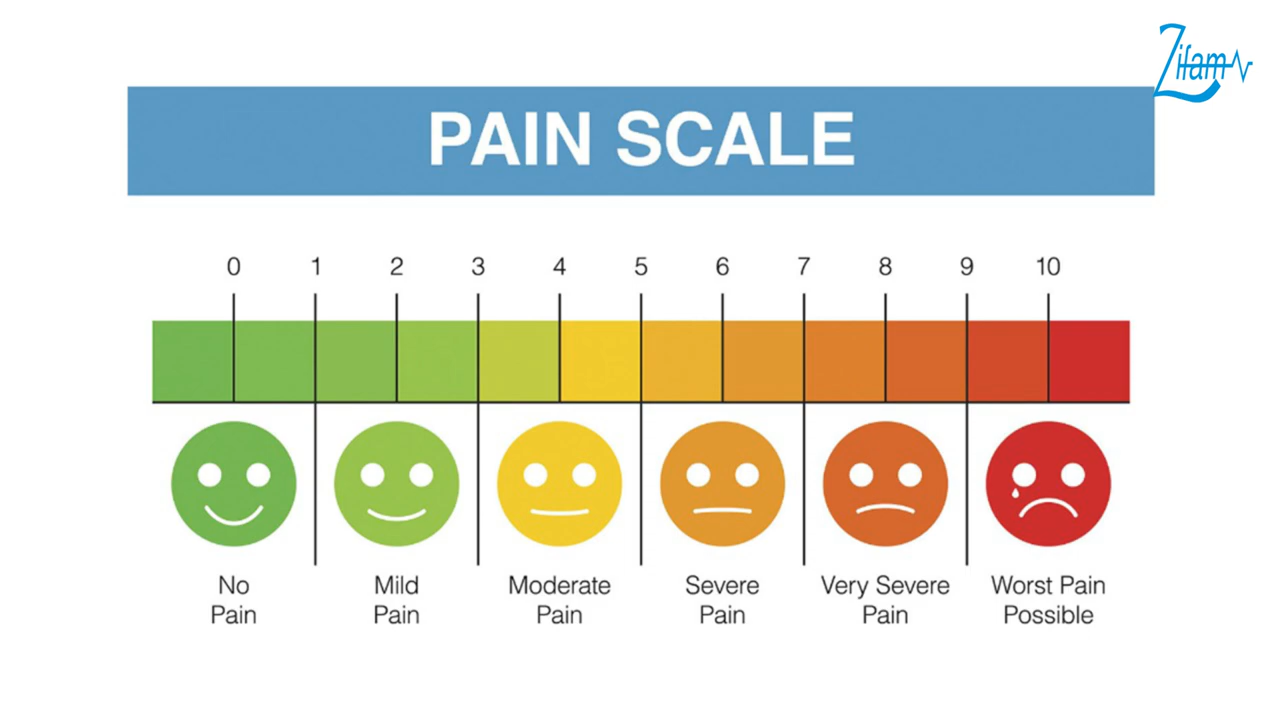 Zifam
PAIN SCALE
0 1 2 3 4 5 6 7 8 9 10
No
Pain
Mild
Pain
Moderate
Pain
Severe
Pain
Very Severe
Pain
Worst Pain
Possible